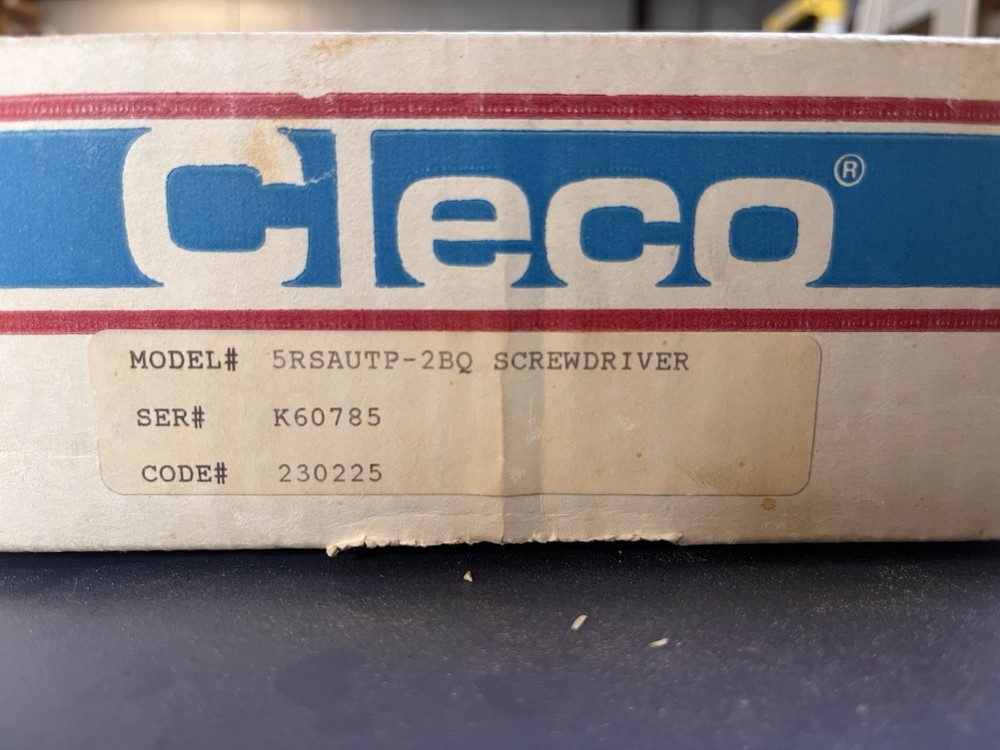 Cleco®
MODEL# 5RSAUTP-2BQ SCREWDRIVER
SER# K60785
CODE# 230225